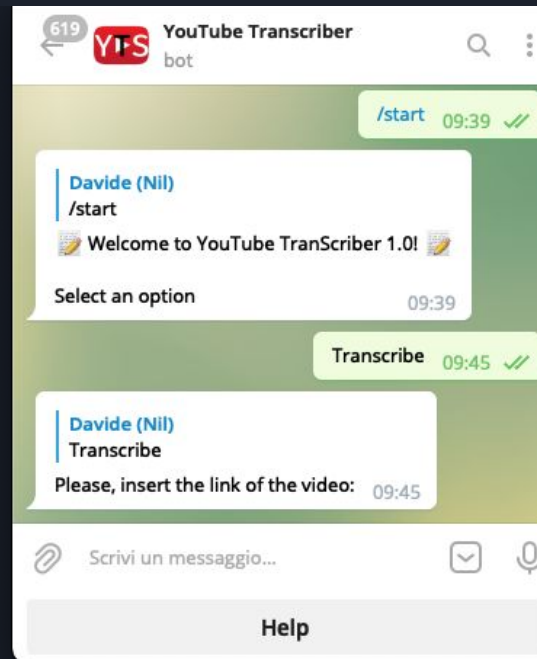 619
YTS
YouTube Transcriber
bot
/start 09:39
Davide (Nil)
/start
📝 Welcome to YouTube TranScriber 1.0! 📝
Select an option 09:39
Transcribe 09:45
Davide (Nil)
Transcribe
Please, insert the link of the video: 09:45
Scrivi un messaggio...
Help